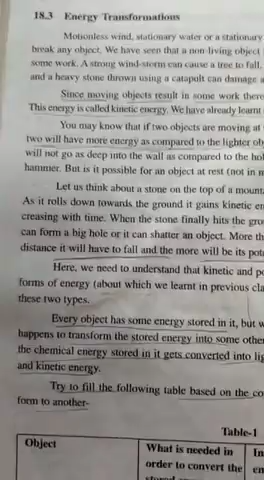 18.3 Energy Transformations
Motionless wind, stationary water or a stationary
break any object. We have seen that a non-living object
some work. A strong wind-storm can cause a tree to fall.
and a heavy stone thrown using a catapult can damage a
Since moving objects result in some work there
This energy is called kinetic energy. We have already learnt
You may know that if two objects are moving at
two will have more energy as compared to the lighter obj
will not go as deep into the wall as compared to the ho
hammer. But is it possible for an object at rest (not in m
Let us think about a stone on the top of a mount
As it rolls down towards the ground it gains kinetic en
creasing with time. When the stone finally hits the gro
can form a big hole or it can shatter an object. More th
distance it will have to fall and the more will be its pot
Here, we need to understand that kinetic and po
forms of energy (about which we learnt in previous cla
these two types.
Every object has some energy stored in it, but w
happens to transform the stored energy into some other
the chemical energy stored in it gets converted into lig
and kinetic energy.
Try to fill the following table based on the co
form to another-
Table-1
Object
What is needed in
order to convert the
stored
In
en